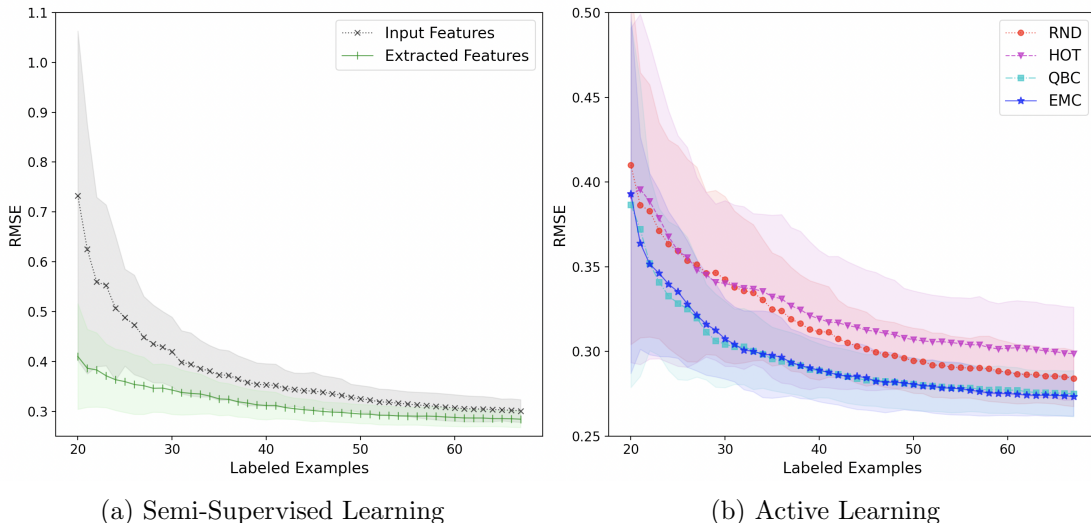 1.1
1.0
0.9
0.8
0.7
0.6
0.5
0.4
0.3
RMSE
20 30 40 50 60
Labeled Examples
Input Features
Extracted Features
(a) Semi-Supervised Learning
0.50
0.45
0.40
0.35
0.30
0.25
RMSE
20 30 40 50 60
Labeled Examples
RND
HOT
QBC
EMC
(b) Active Learning